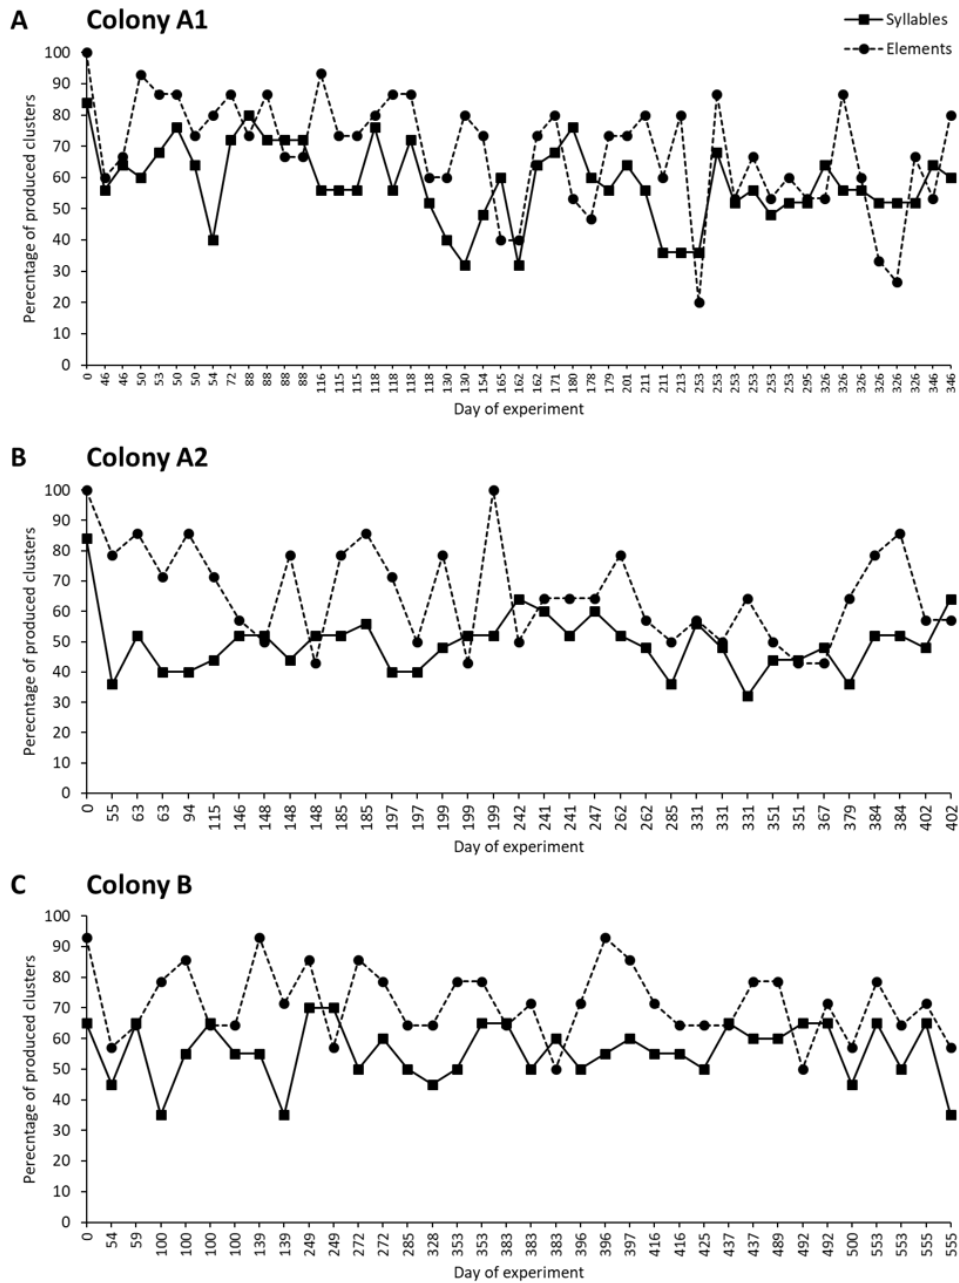 A Colony A1
Syllables
Elements
Perecntage of produced clusters
100
90
80
70
60
50
40
30
20
10
0
0 46 46 50 53 50 50 54 72 88 88 88 88 116 115 115 118 118 118 118 130 130 154 165 162 162 171 180 178 179 201 211 211 213 253 253 253 253 253 253 295 326 326 326 326 326 326 346 346
Day of experiment
B Colony A2
Perecntage of produced clusters
100
90
80
70
60
50
40
30
20
10
0
0 55 63 63 94 115 146 148 148 148 185 185 197 197 199 199 199 242 241 241 247 262 262 285 331 331 331 351 351 367 379 384 384 402 402
Day of experiment
C Colony B
Perecntage of produced clusters
100
90
80
70
60
50
40
30
20
10
0
0 54 59 100 100 100 100 139 139 249 249 272 272 285 328 353 353 383 383 383 396 396 397 416 416 425 437 437 489 492 492 500 553 553 555 555
Day of experiment